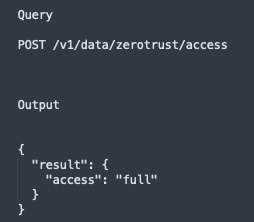 Query
POST /v1/data/zerotrust/access
Output
{
  "result": {
    "access": "full"
  }
}